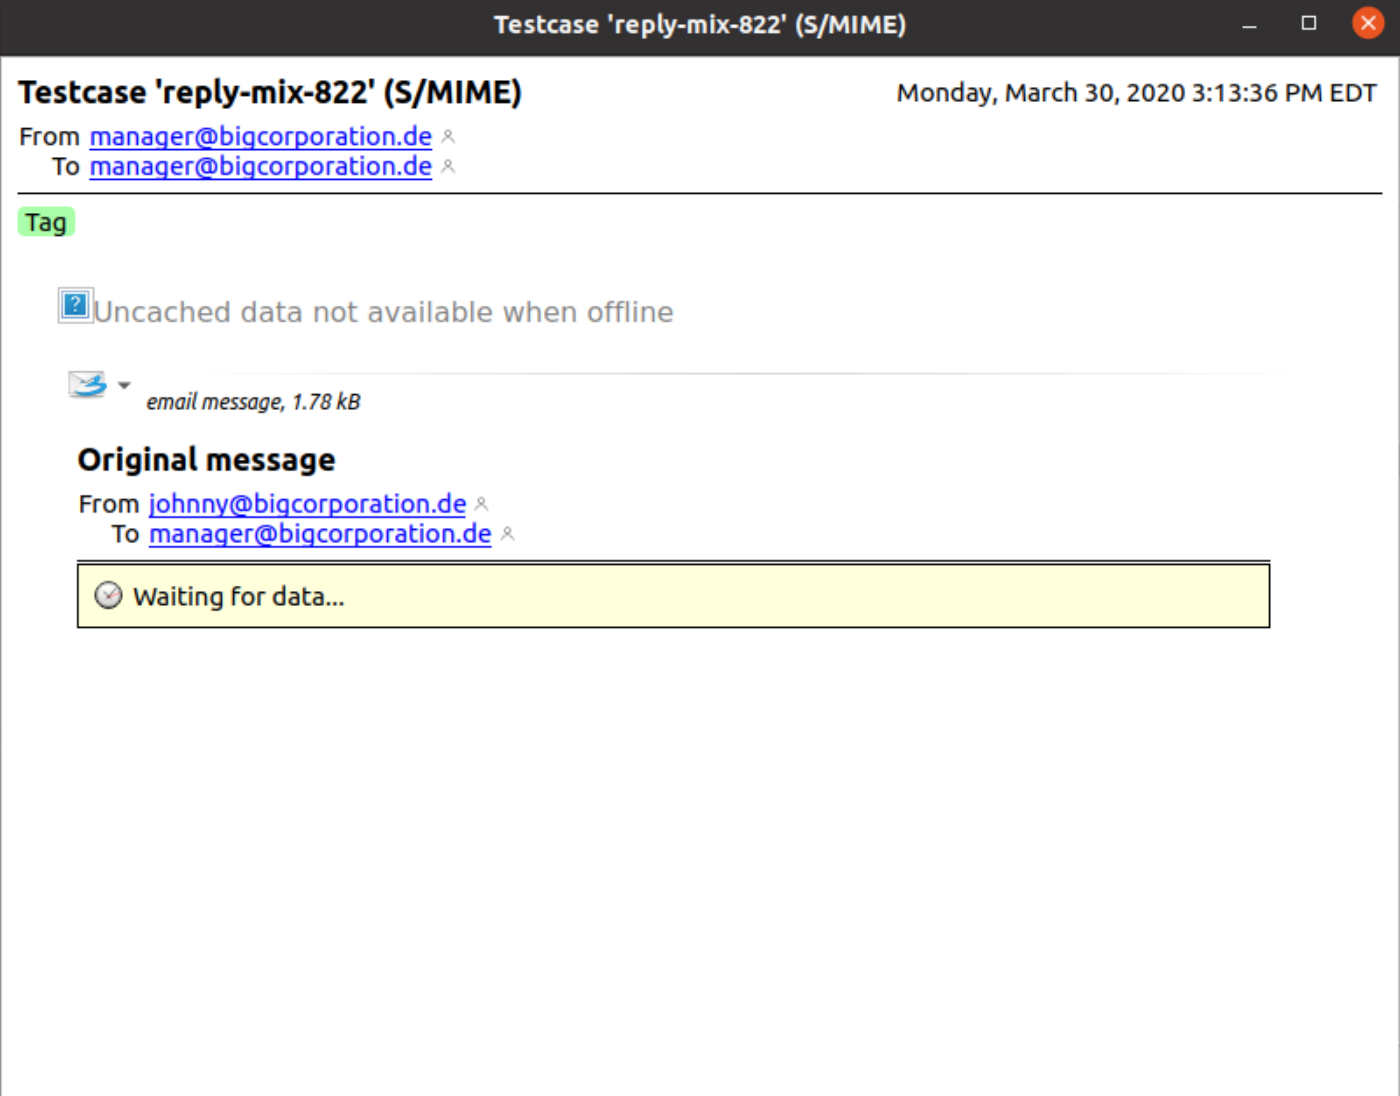 Testcase 'reply-mix-822' (S/MIME)
Testcase 'reply-mix-822' (S/MIME) Monday, March 30, 2020 3:13:36 PM EDT
From manager@bigcorporation.de
To manager@bigcorporation.de
Tag
Uncached data not available when offline
email message, 1.78 kB
Original message
From johnny@bigcorporation.de
To manager@bigcorporation.de
Waiting for data...